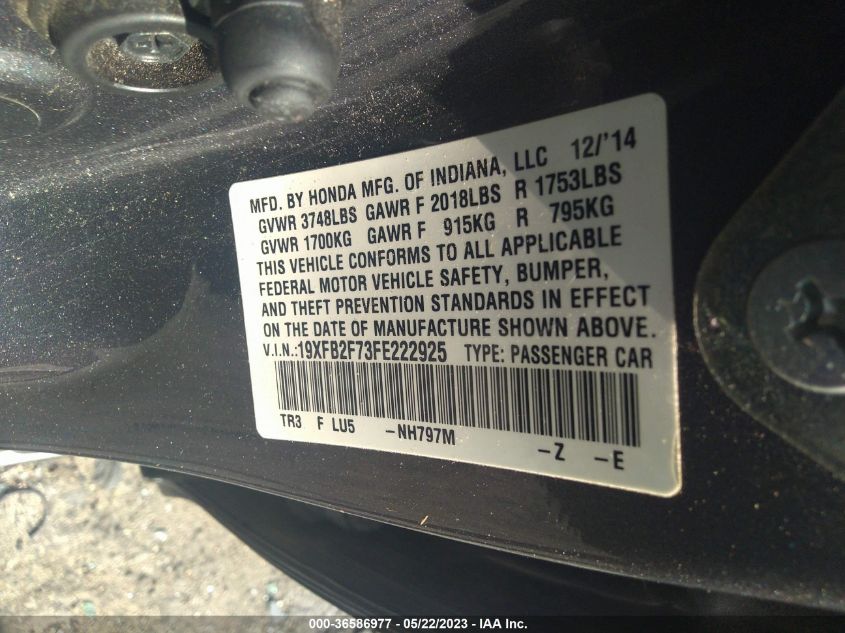 MFD. BY HONDA MFG. OF INDIANA, LLC 12/'14
GVWR 3748LBS GAWR F 2018LBS R 1753LBS
GVWR 1700KG GAWR F 915KG R 795KG
THIS VEHICLE CONFORMS TO ALL APPLICABLE
FEDERAL MOTOR VEHICLE SAFETY, BUMPER,
AND THEFT PREVENTION STANDARDS IN EFFECT
ON THE DATE OF MANUFACTURE SHOWN ABOVE.
V.I.N.:19XFB2F73FE222925 TYPE: PASSENGER CAR
TR3 F LU5 -NH797M -Z -E
000-36586977 - 05/22/2023 - IAA Inc.